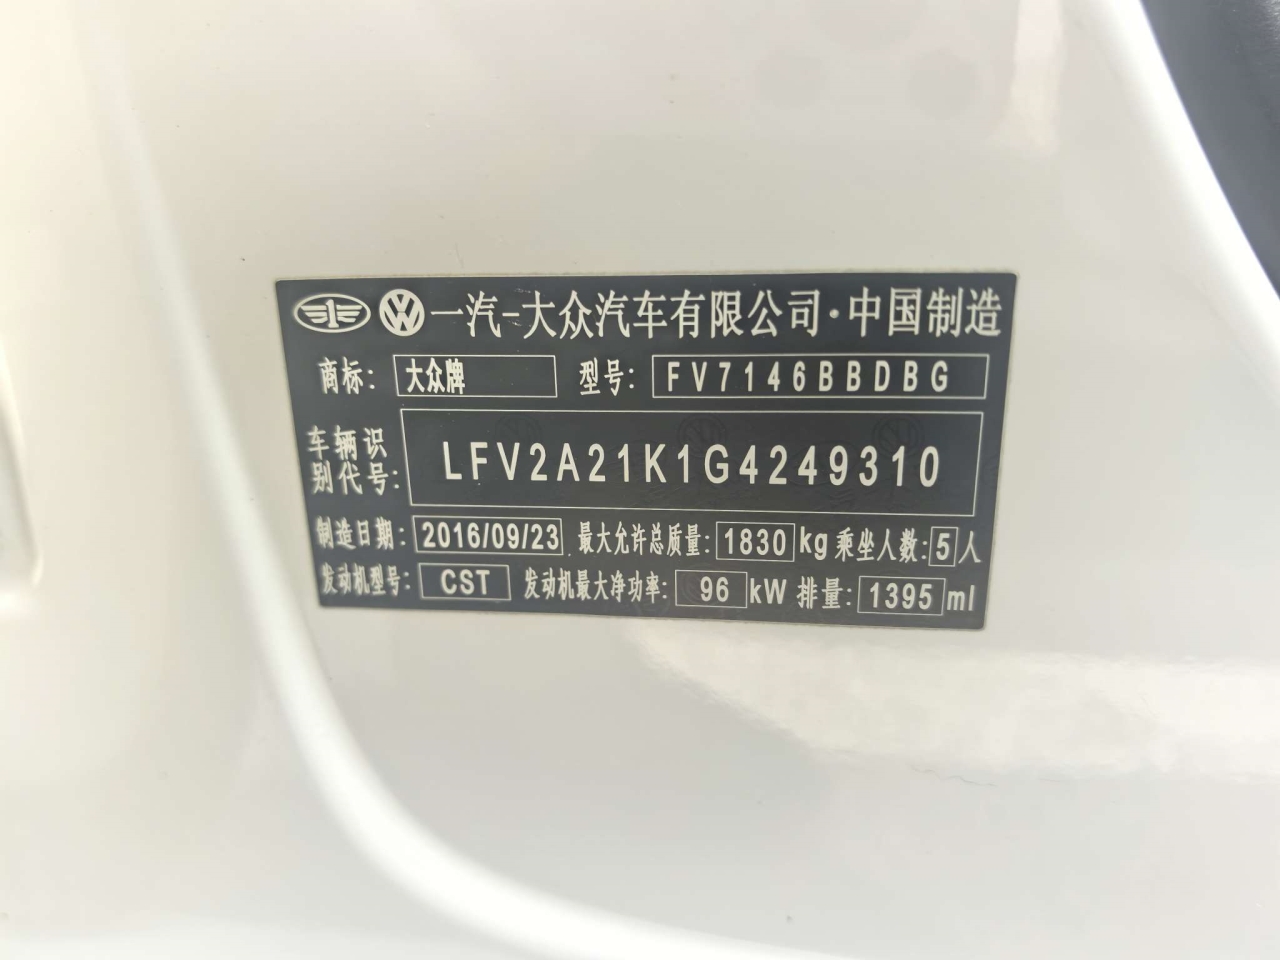 一汽-大众汽车有限公司·中国制造
商标: 大众牌 型号: FV7146BBDBG
车辆识别代号: LFV2A21K1G4249310
制造日期: 2016/09/23 最大允许总质量: 1830 kg 乘坐人数: 5 人
发动机型号: CST 发动机最大净功率: 96 kW 排量: 1395 ml